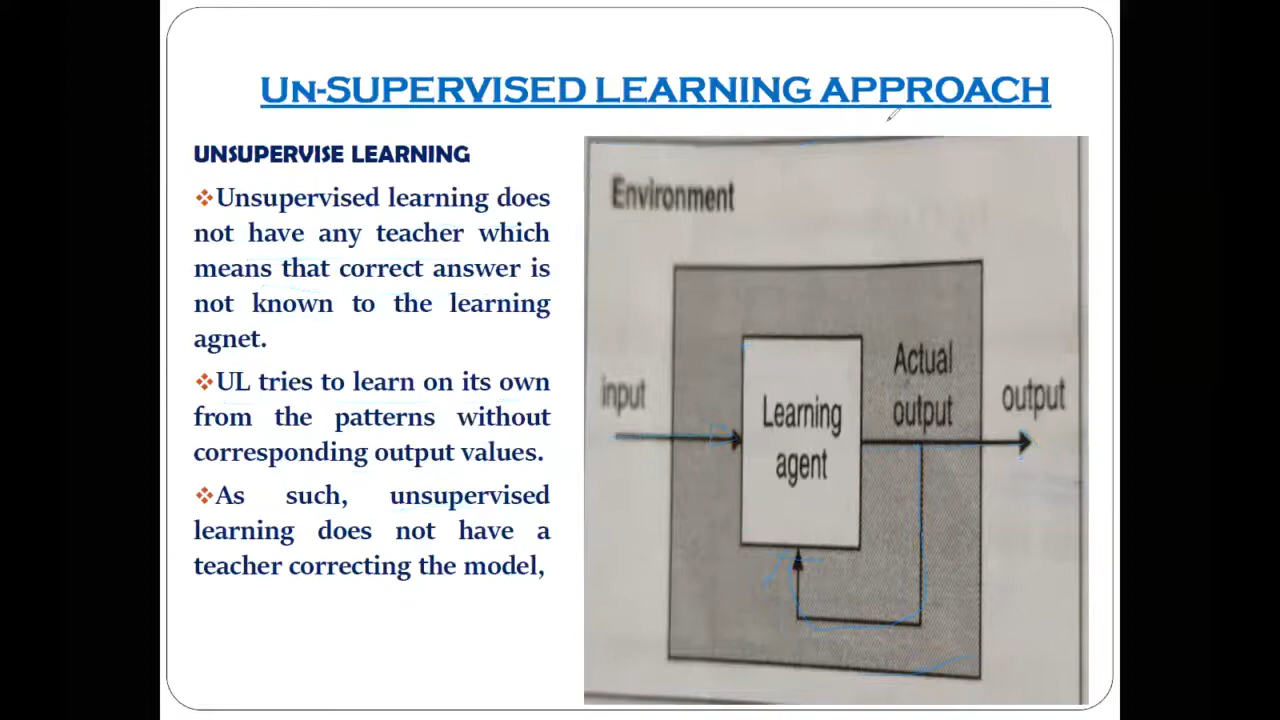 Un-SUPERVISED LEARNING APPROACH
UNSUPERVISE LEARNING
❖Unsupervised learning does
not have any teacher which
means that correct answer is
not known to the learning
agnet.
❖UL tries to learn on its own
from the patterns without
corresponding output values.
❖As such, unsupervised
learning does not have a
teacher correcting the model,
Environment
input
Learning
agent
Actual
output
output